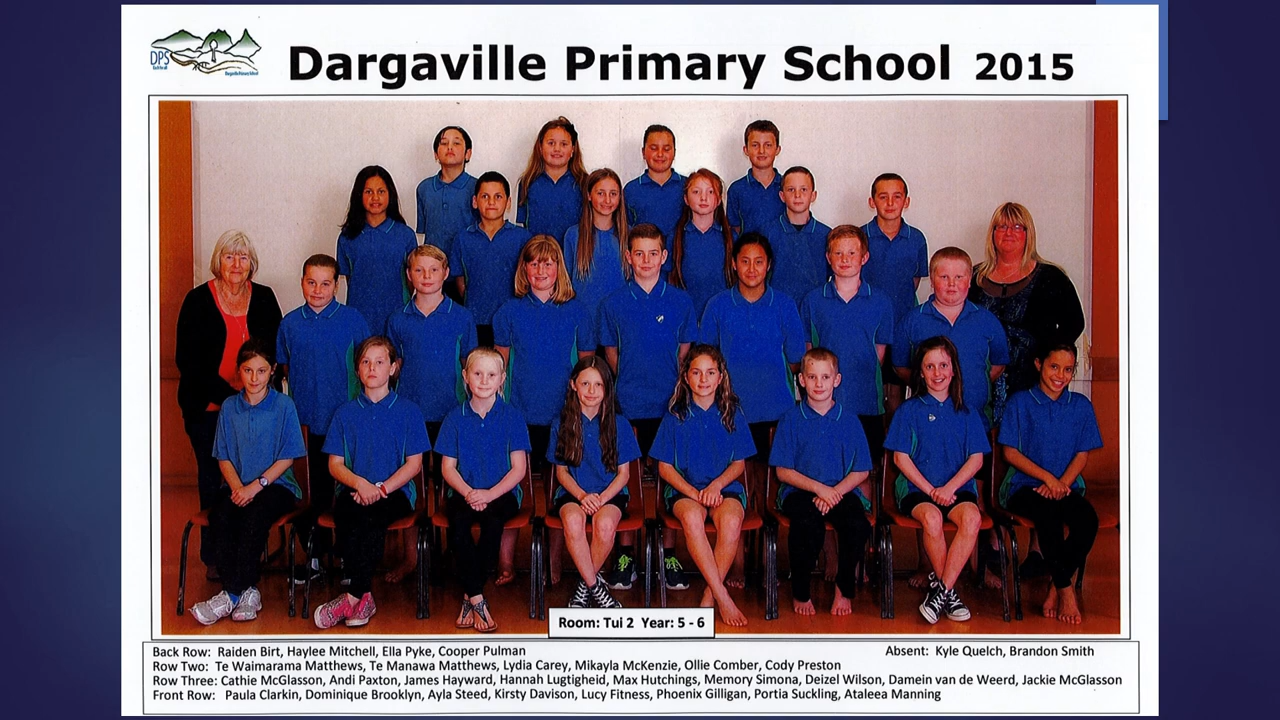 DPS
Dargaville Primary School 2015
Room: Tui 2 Year: 5 - 6
Back Row: Raiden Birt, Haylee Mitchell, Ella Pyke, Cooper Pulman
Absent: Kyle Quelch, Brandon Smith
Row Two: Te Waimarama Matthews, Te Manawa Matthews, Lydia Carey, Mikayla McKenzie, Ollie Comber, Cody Preston
Row Three: Cathie McGlasson, Andi Paxton, James Hayward, Hannah Lugtigheid, Max Hutchings, Memory Simona, Deizel Wilson, Damein van de Weerd, Jackie McGlasson
Front Row: Paula Clarkin, Dominique Brooklyn, Ayla Steed, Kirsty Davison, Lucy Fitness, Phoenix Gilligan, Portia Suckling, Ataleea Manning